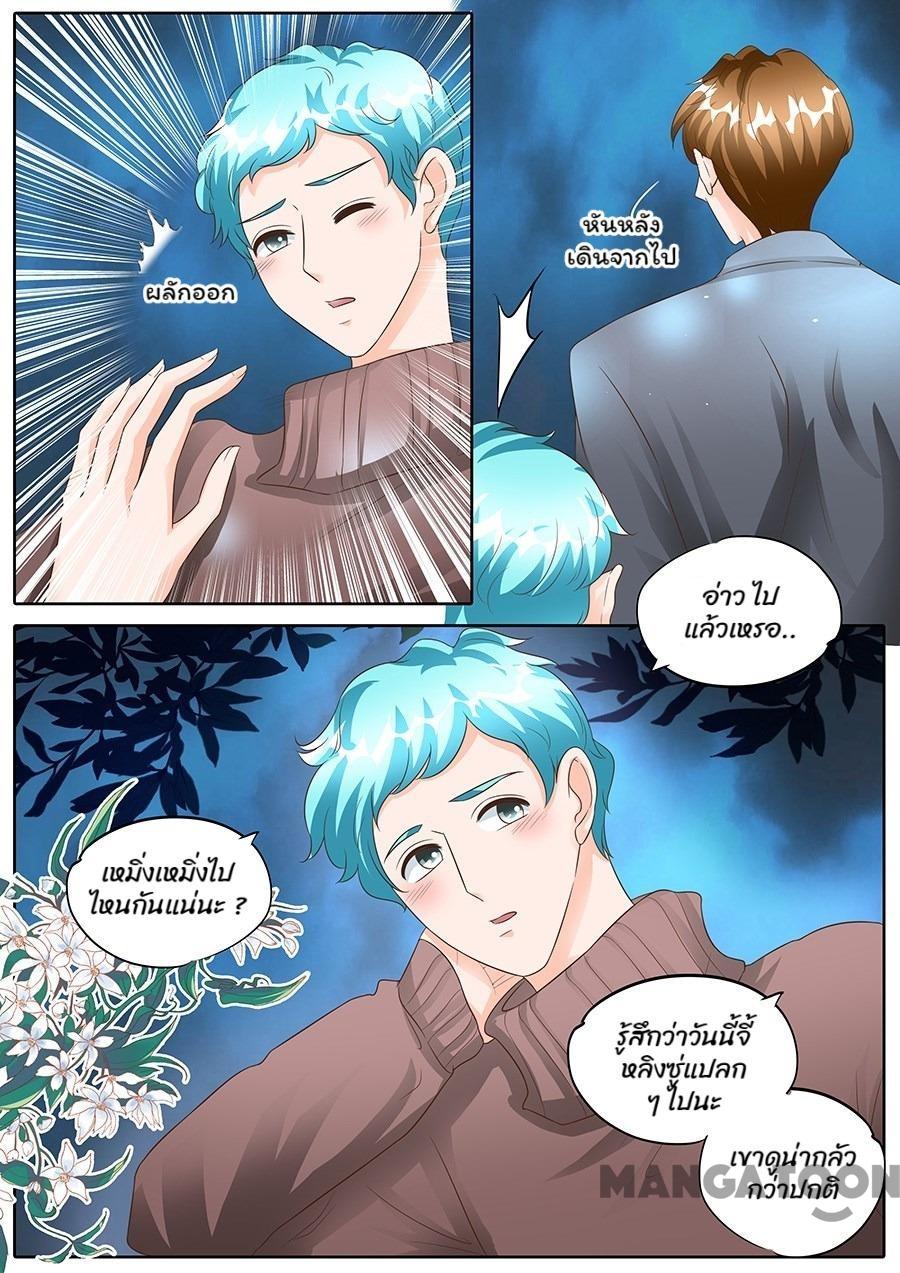 ผลักออก
หันหลัง
เดินจากไป
อ่าว ไป
แล้วเหรอ..
เหมิ่งเหมิ่งไป
ไหนกันแน่นะ ?
รู้สึกว่าวันนี้จี้
หลิงซู่แปลก
ๆ ไปนะ
เขาดูน่ากลัว
กว่าปกติ
MANGATOON